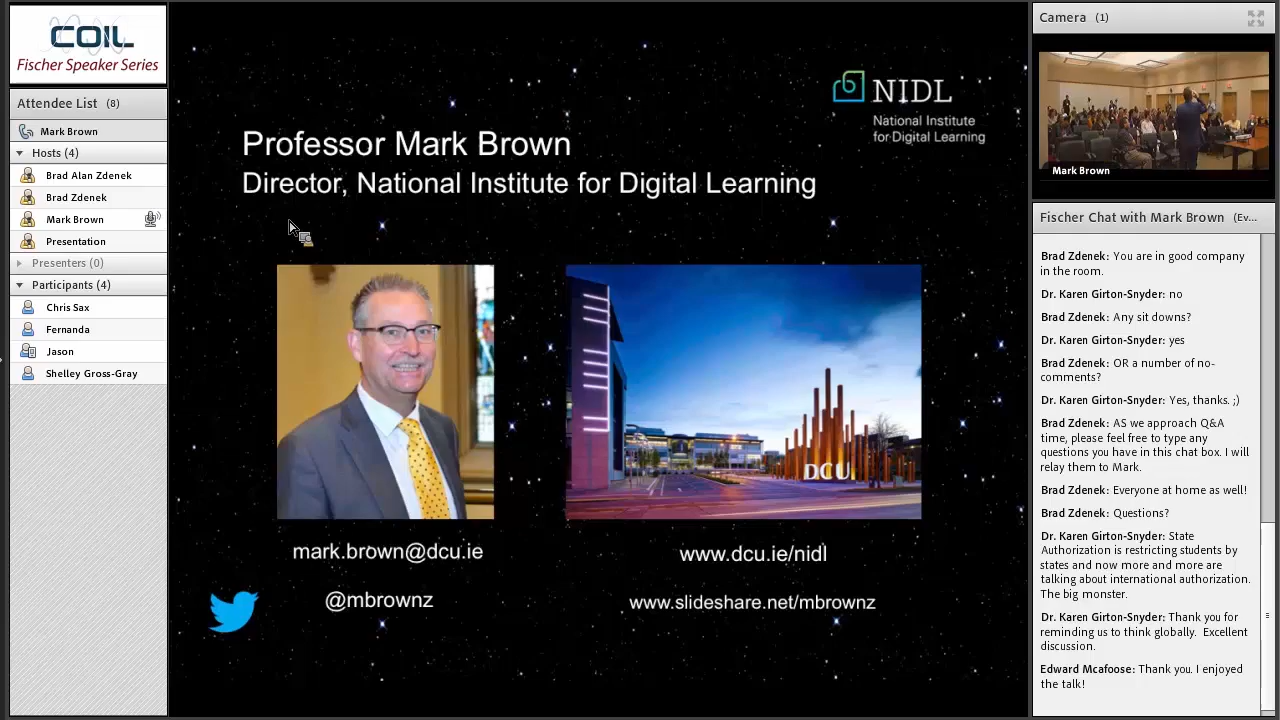 COIL
Fischer Speaker Series
Attendee List (8)
Mark Brown
Hosts (4)
Brad Alan Zdenek
Brad Zdenek
Mark Brown
Presentation
Presenters (0)
Participants (4)
Chris Sax
Fernanda
Jason
Shelley Gross-Gray
NIDL
National Institute
for Digital Learning
Professor Mark Brown
Director, National Institute for Digital Learning
DCU
mark.brown@dcu.ie
www.dcu.ie/nidl
@mbrownz
www.slideshare.net/mbrownz
Camera (1)
Mark Brown
Fischer Chat with Mark Brown (Ev...
Brad Zdenek: You are in good company
in the room.
Dr. Karen Girton-Snyder: no
Brad Zdenek: Any sit downs?
Dr. Karen Girton-Snyder: yes
Brad Zdenek: OR a number of no-
comments?
Dr. Karen Girton-Snyder: Yes, thanks. ;)
Brad Zdenek: AS we approach Q&A
time, please feel free to type any
questions you have in this chat box. I will
relay them to Mark.
Brad Zdenek: Everyone at home as well!
Brad Zdenek: Questions?
Dr. Karen Girton-Snyder: State
Authorization is restricting students by
states and now more and more are
talking about international authorization.
The big monster.
Dr. Karen Girton-Snyder: Thank you for
reminding us to think globally. Excellent
discussion.
Edward Mcafoose: Thank you. I enjoyed
the talk!